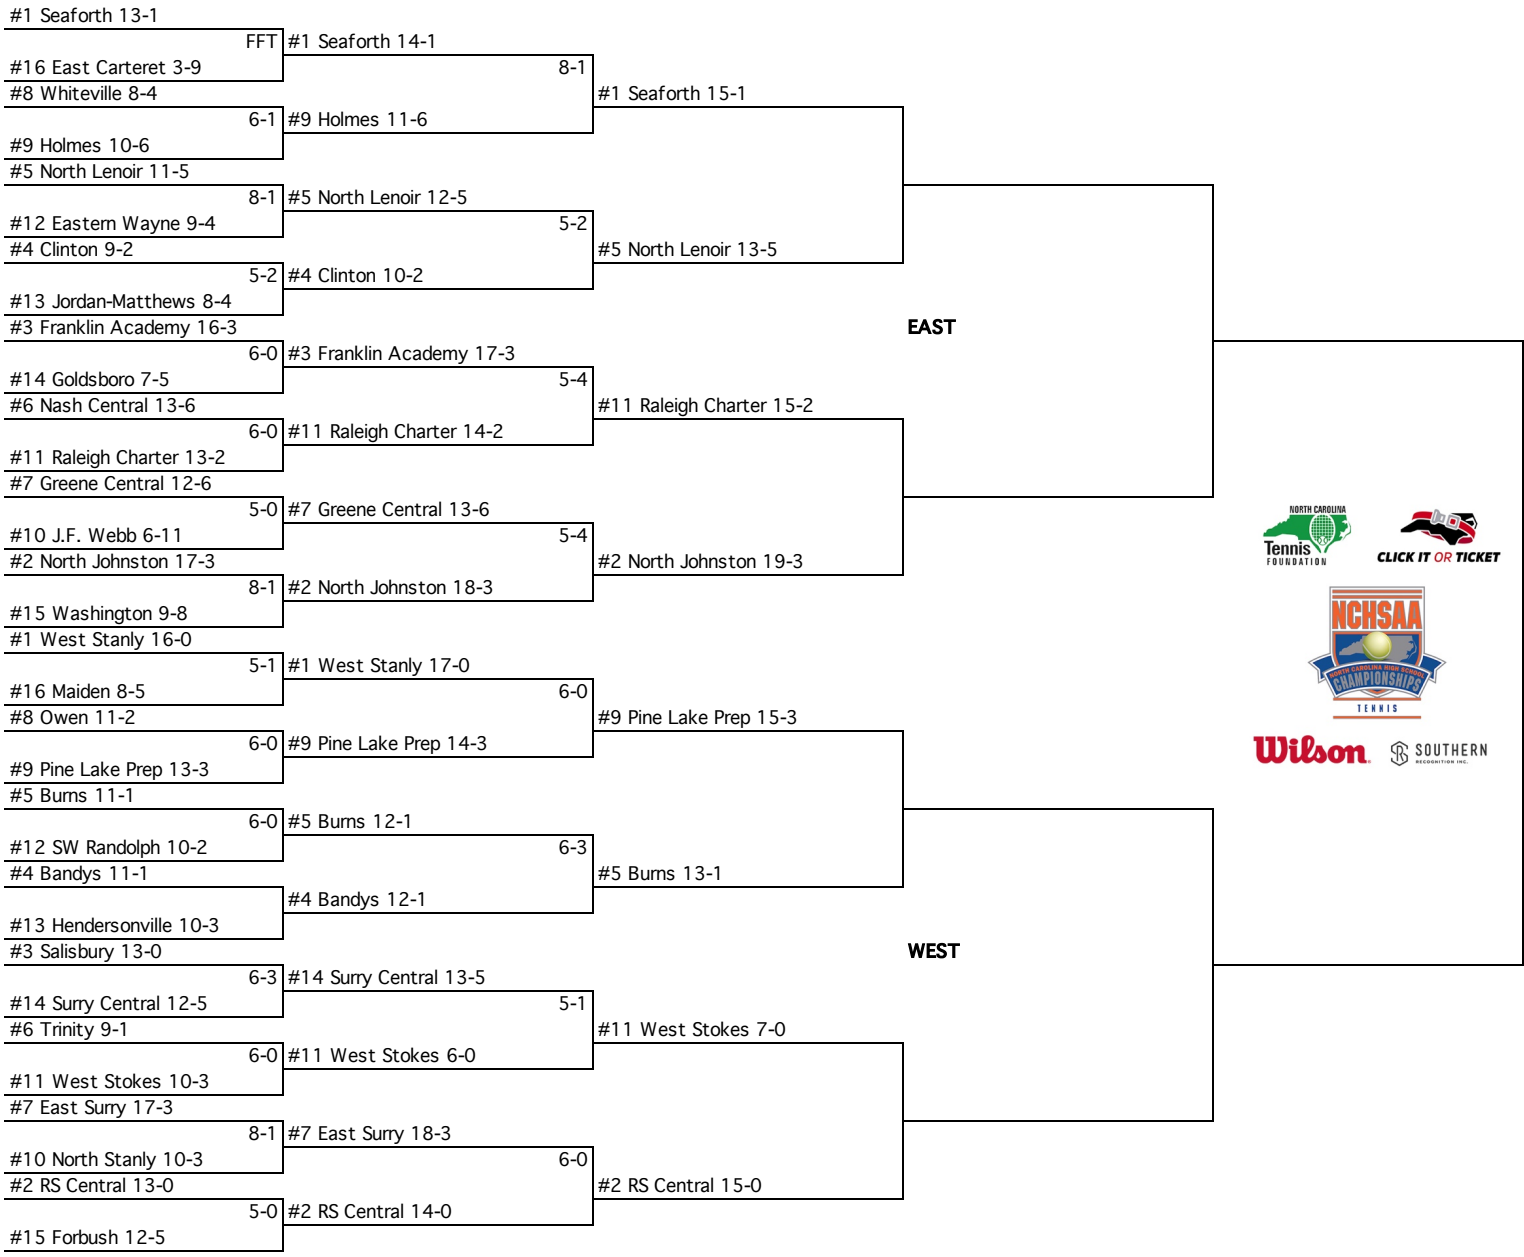 #1 Seaforth 13-1
FFT #1 Seaforth 14-1
#16 East Carteret 3-9
8-1
#8 Whiteville 8-4
#1 Seaforth 15-1
6-1 #9 Holmes 11-6
#9 Holmes 10-6
#5 North Lenoir 11-5
8-1 #5 North Lenoir 12-5
#12 Eastern Wayne 9-4
5-2
#4 Clinton 9-2
#5 North Lenoir 13-5
5-2 #4 Clinton 10-2
#13 Jordan-Matthews 8-4
#3 Franklin Academy 16-3
EAST
6-0 #3 Franklin Academy 17-3
#14 Goldsboro 7-5
5-4
#6 Nash Central 13-6
#11 Raleigh Charter 15-2
6-0 #11 Raleigh Charter 14-2
#11 Raleigh Charter 13-2
#7 Greene Central 12-6
5-0 #7 Greene Central 13-6
#10 J.F. Webb 6-11
5-4
#2 North Johnston 17-3
#2 North Johnston 19-3
8-1 #2 North Johnston 18-3
#15 Washington 9-8
#1 West Stanly 16-0
5-1 #1 West Stanly 17-0
#16 Maiden 8-5
6-0
#8 Owen 11-2
#9 Pine Lake Prep 15-3
6-0 #9 Pine Lake Prep 14-3
#9 Pine Lake Prep 13-3
#5 Burns 11-1
6-0 #5 Burns 12-1
#12 SW Randolph 10-2
6-3
#4 Bandys 11-1
#5 Burns 13-1
#4 Bandys 12-1
#13 Hendersonville 10-3
#3 Salisbury 13-0
WEST
6-3 #14 Surry Central 13-5
#14 Surry Central 12-5
5-1
#6 Trinity 9-1
#11 West Stokes 7-0
6-0 #11 West Stokes 6-0
#11 West Stokes 10-3
#7 East Surry 17-3
8-1 #7 East Surry 18-3
#10 North Stanly 10-3
6-0
#2 RS Central 13-0
#2 RS Central 15-0
5-0 #2 RS Central 14-0
#15 Forbush 12-5
NORTH CAROLINA
Tennis
FOUNDATION
CLICK IT OR TICKET
NCHSAA
NORTH CAROLINA HIGH SCHOOL
CHAMPIONSHIPS
TENNIS
Wilson
SOUTHERN
RECOGNITION INC.